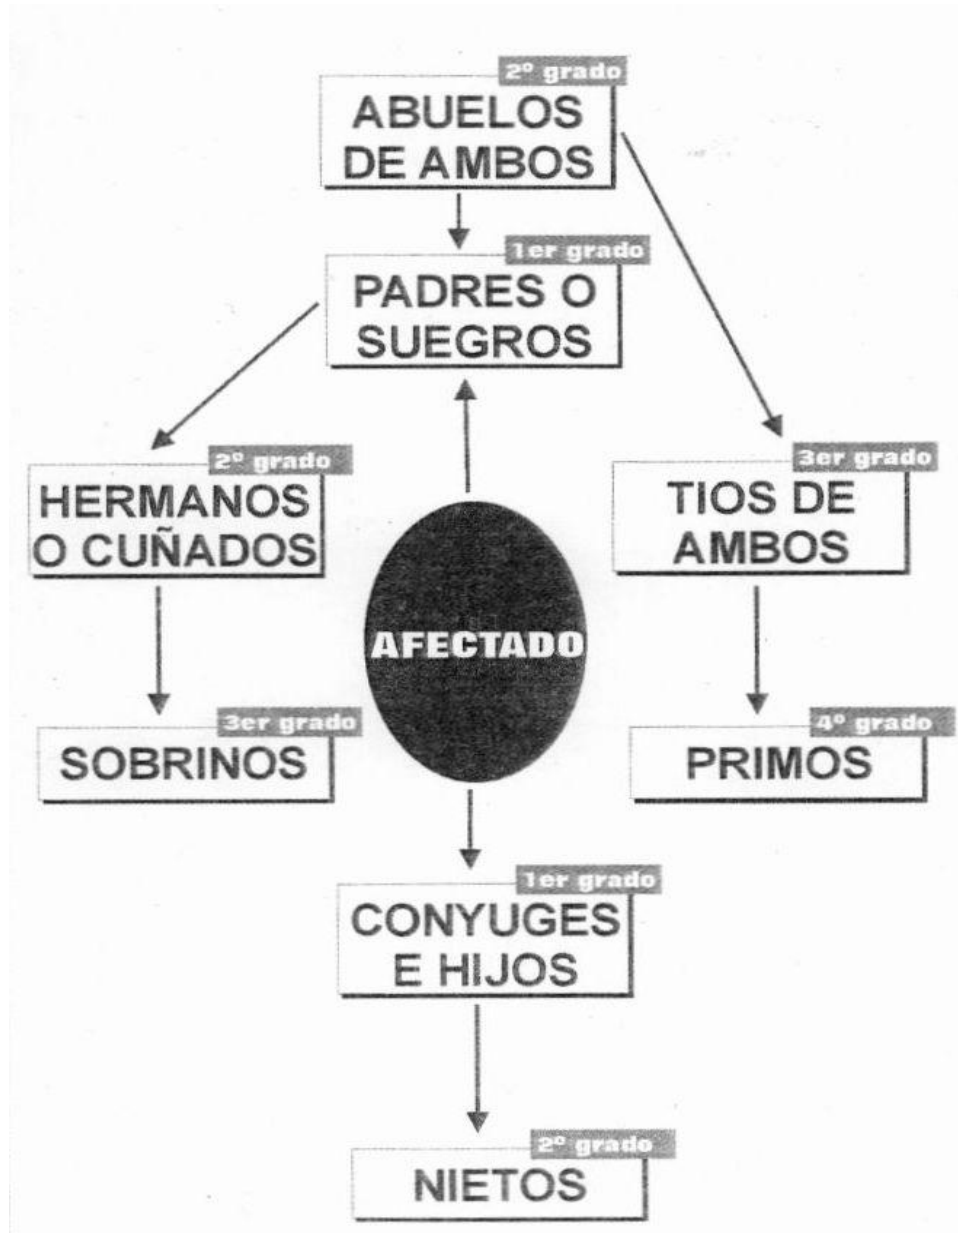 2º grado
ABUELOS
DE AMBOS
1er grado
PADRES O
SUEGROS
2º grado
HERMANOS
O CUÑADOS
3er grado
TIOS DE
AMBOS
AFECTADO
3er grado
SOBRINOS
4º grado
PRIMOS
1er grado
CONYUGES
E HIJOS
2º grado
NIETOS